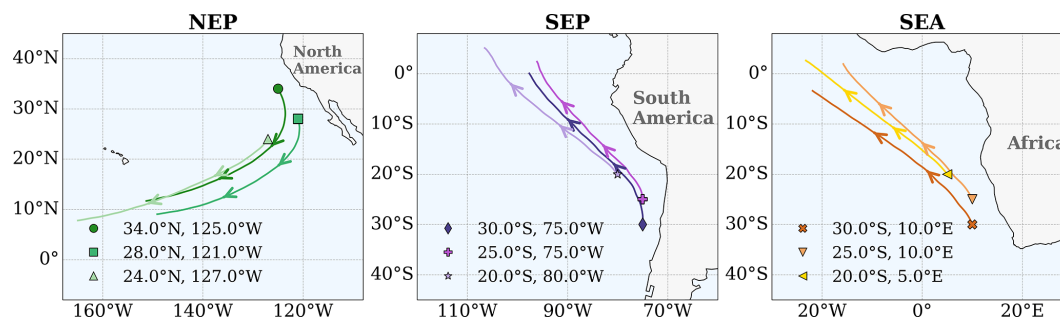 NEP
SEP
SEA
North
America
40°N
30°N
20°N
10°N
0°
34.0°N, 125.0°W
28.0°N, 121.0°W
24.0°N, 127.0°W
160°W
140°W
120°W
South
America
0°
10°S
20°S
30°S
40°S
30.0°S, 75.0°W
25.0°S, 75.0°W
20.0°S, 80.0°W
110°W
90°W
70°W
Africa
0°
10°S
20°S
30°S
40°S
30.0°S, 10.0°E
25.0°S, 10.0°E
20.0°S, 5.0°E
20°W
0°
20°E